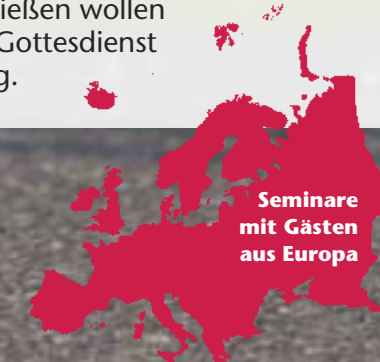 ießen wollen
Gottesdienst
g.
Seminare
mit Gästen
aus Europa